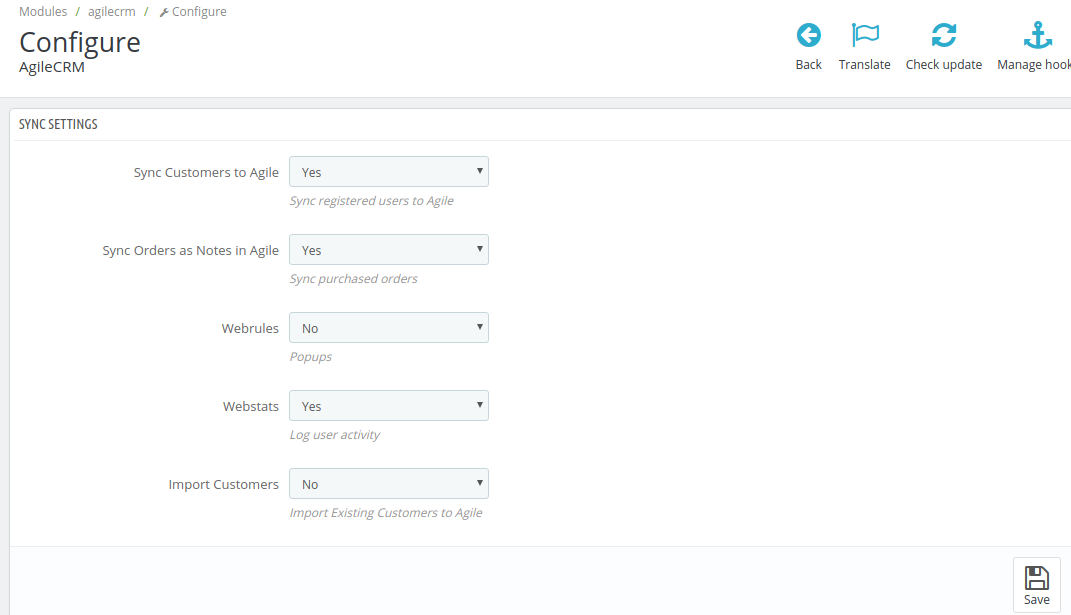 Modules / agilecrm / Configure
Configure
AgileCRM
Back Translate Check update Manage hook
SYNC SETTINGS
Sync Customers to Agile Yes
Sync registered users to Agile
Sync Orders as Notes in Agile Yes
Sync purchased orders
Webrules No
Popups
Webstats Yes
Log user activity
Import Customers No
Import Existing Customers to Agile
Save